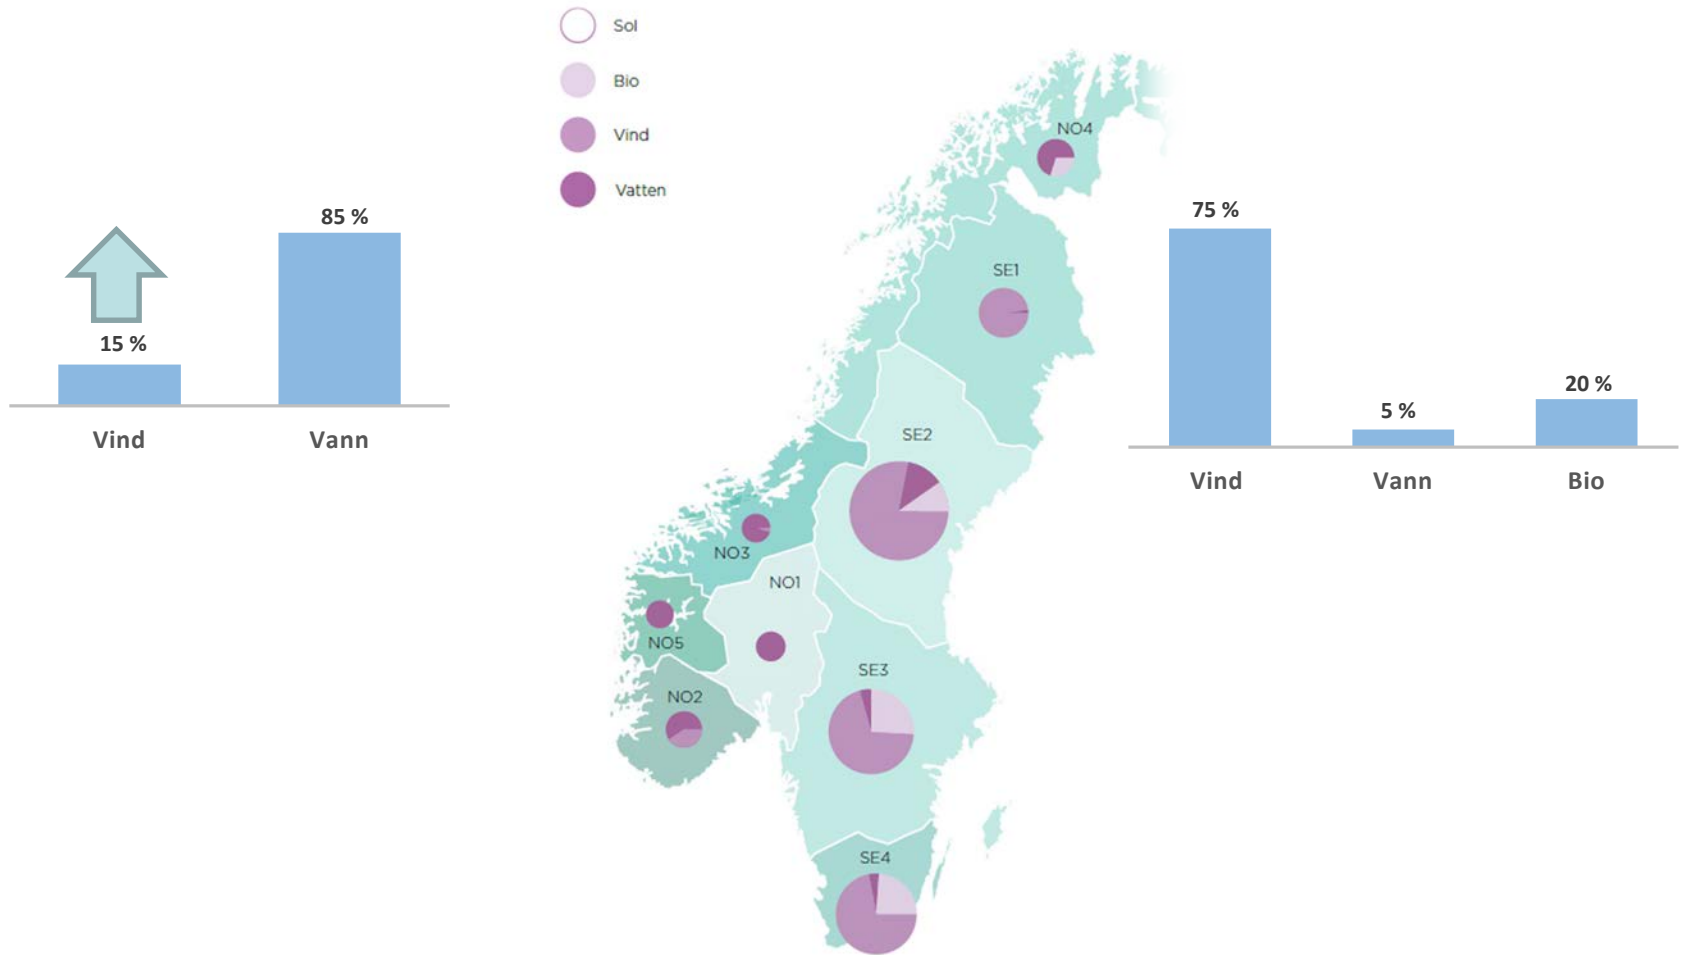 Sol
Bio
Vind
Vatten
85 %
15 %
Vind
Vann
NO4
SE1
SE2
NO3
NO1
NO5
SE3
NO2
SE4
75 %
5 %
20 %
Vind
Vann
Bio